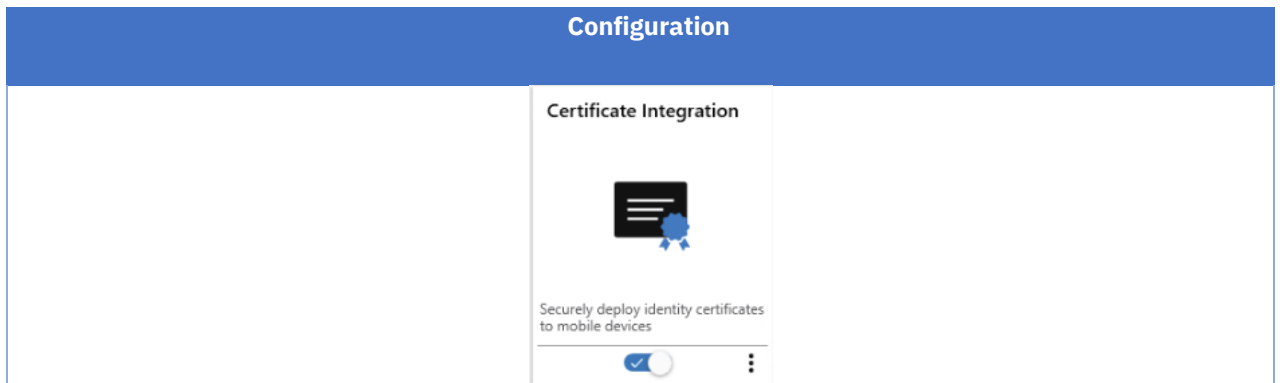 Configuration
Certificate Integration
Securely deploy identity certificates
to mobile devices